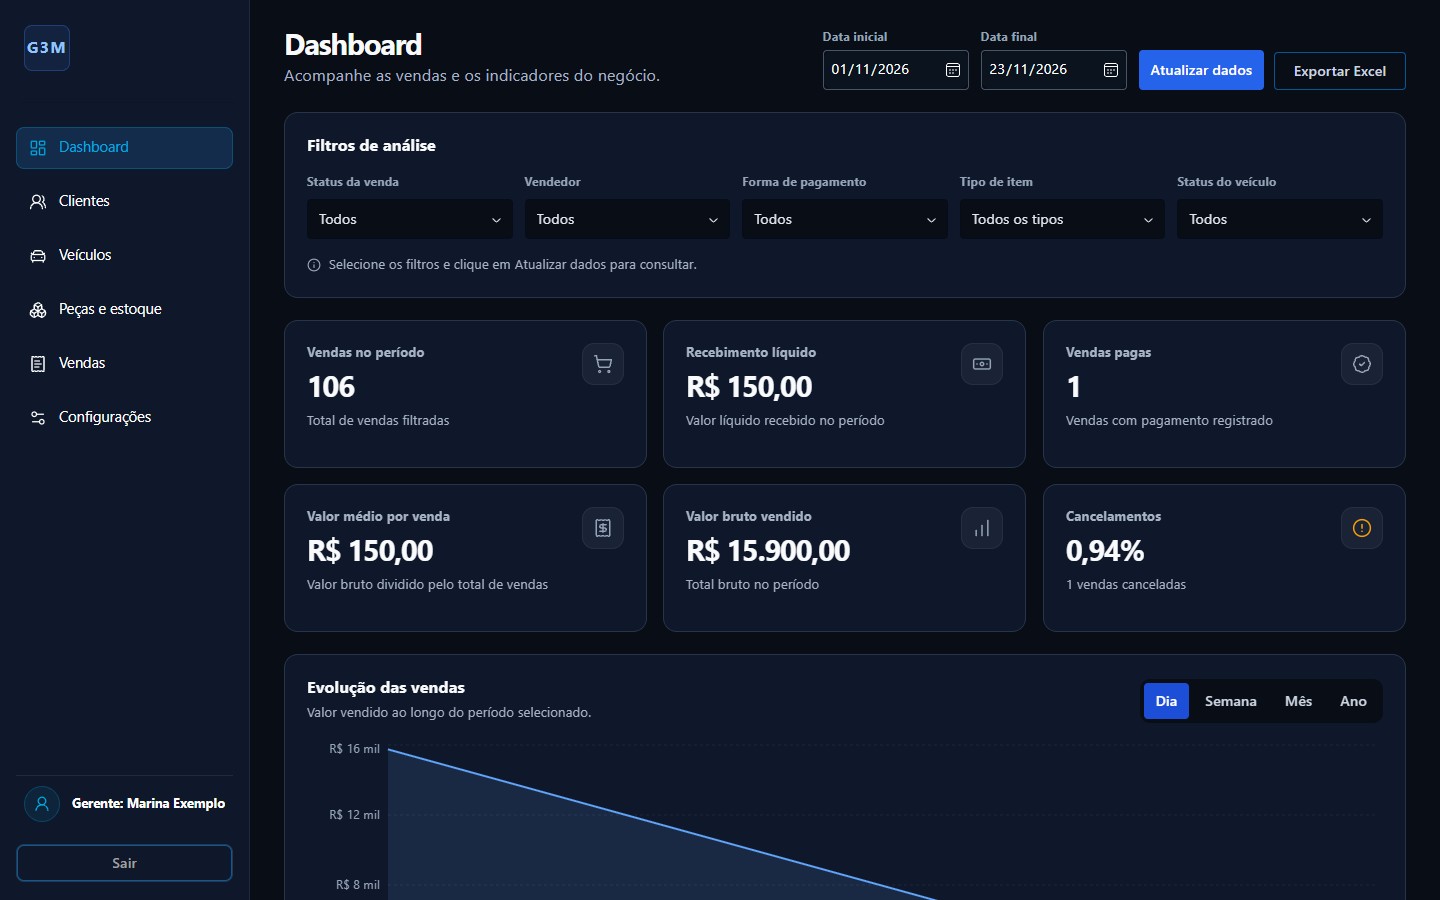 G3M
Dashboard
Clientes
Veículos
Peças e estoque
Vendas
Configurações
Gerente: Marina Exemplo
Sair
Dashboard
Acompanhe as vendas e os indicadores do negócio.
Data inicial
01/11/2026
Data final
23/11/2026
Atualizar dados
Exportar Excel
Filtros de análise
Status da venda
Todos
Vendedor
Todos
Forma de pagamento
Todos
Tipo de item
Todos os tipos
Status do veículo
Todos
Selecione os filtros e clique em Atualizar dados para consultar.
Vendas no período
106
Total de vendas filtradas
Recebimento líquido
R$ 150,00
Valor líquido recebido no período
Vendas pagas
1
Vendas com pagamento registrado
Valor médio por venda
R$ 150,00
Valor bruto dividido pelo total de vendas
Valor bruto vendido
R$ 15.900,00
Total bruto no período
Cancelamentos
0,94%
1 vendas canceladas
Evolução das vendas
Valor vendido ao longo do período selecionado.
Dia
Semana
Mês
Ano
R$ 16 mil
R$ 12 mil
R$ 8 mil